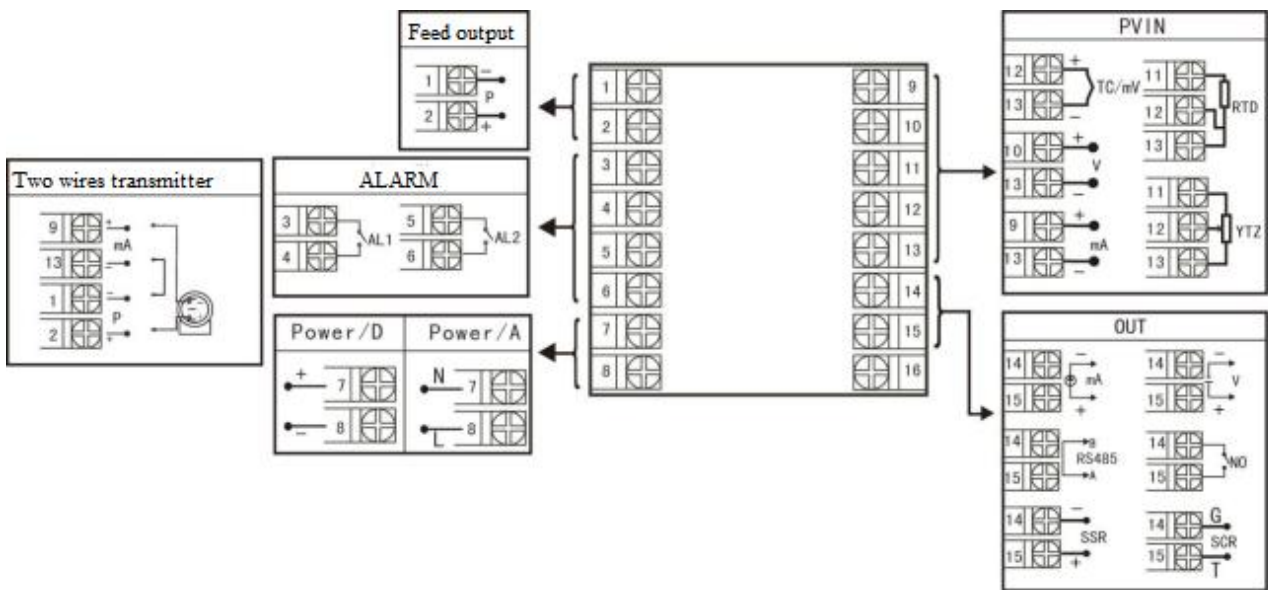 Feed output
1 -
P
2 +
Two wires transmitter
9 +
mA
13 -
1 -
P
2 +
ALARM
3
AL1
4
5
AL2
6
Power/D
+ 7
- 8
Power/A
N 7
L 8
1
2
3
4
5
6
7
8
9
10
11
12
13
14
15
16
PVIN
12 +
TC/mV
13 -
10 +
V
13 -
9 +
mA
13 -
11
12
RTD
13
11
12
YTZ
13
OUT
14 -
mA
15 +
14 -
V
15 +
14 B
RS485
15 A
14
NO
15
14 -
SSR
15 +
14 G
SCR
15 T